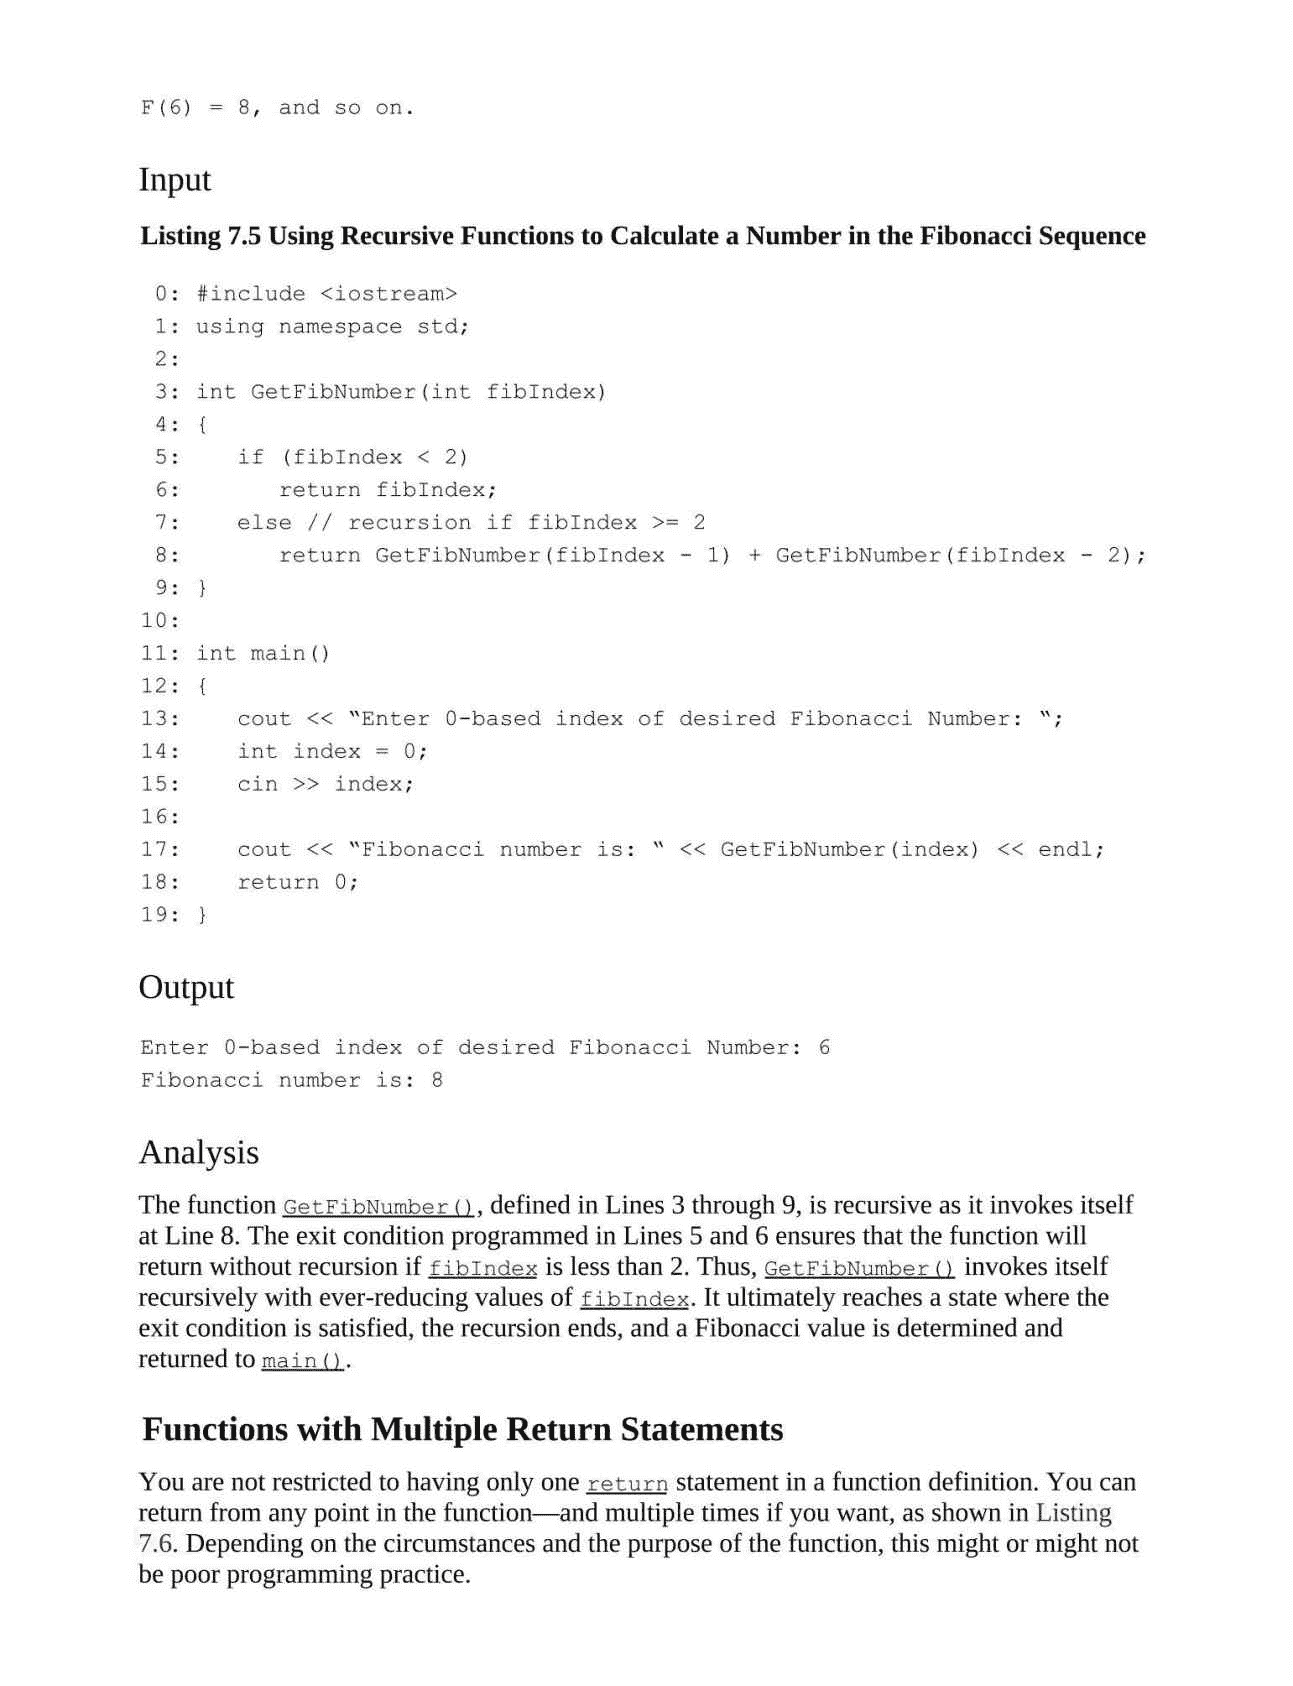 F(6) = 8, and so on.
Input
Listing 7.5 Using Recursive Functions to Calculate a Number in the Fibonacci Sequence
0: #include <iostream>
1: using namespace std;
2:
3: int GetFibNumber(int fibIndex)
4: {
5:    if (fibIndex < 2)
6:       return fibIndex;
7:    else // recursion if fibIndex >= 2
8:       return GetFibNumber(fibIndex - 1) + GetFibNumber(fibIndex - 2);
9: }
10:
11: int main()
12: {
13:    cout << “Enter 0-based index of desired Fibonacci Number: “;
14:    int index = 0;
15:    cin >> index;
16:
17:    cout << “Fibonacci number is: “ << GetFibNumber(index) << endl;
18:    return 0;
19: }
Output
Enter 0-based index of desired Fibonacci Number: 6
Fibonacci number is: 8
Analysis
The function GetFibNumber(), defined in Lines 3 through 9, is recursive as it invokes itself
at Line 8. The exit condition programmed in Lines 5 and 6 ensures that the function will
return without recursion if fibIndex is less than 2. Thus, GetFibNumber() invokes itself
recursively with ever-reducing values of fibIndex. It ultimately reaches a state where the
exit condition is satisfied, the recursion ends, and a Fibonacci value is determined and
returned to main().
Functions with Multiple Return Statements
You are not restricted to having only one return statement in a function definition. You can
return from any point in the function—and multiple times if you want, as shown in Listing
7.6. Depending on the circumstances and the purpose of the function, this might or might not
be poor programming practice.